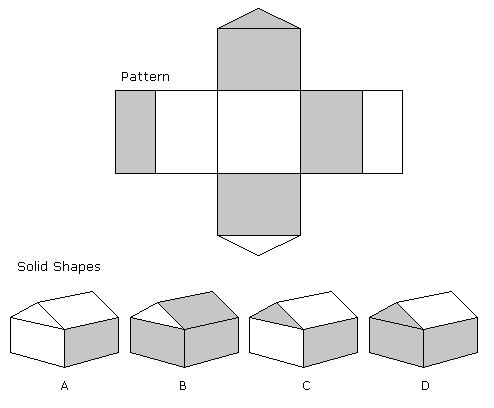 Pattern
Solid Shapes
A B C D